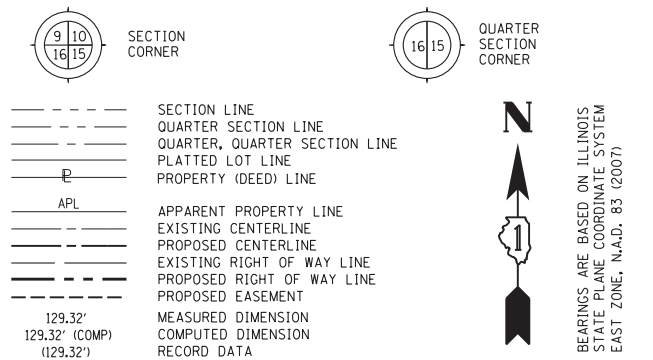 9 10
16 15
SECTION
CORNER
16 15
QUARTER
SECTION
CORNER
SECTION LINE
QUARTER SECTION LINE
QUARTER, QUARTER SECTION LINE
PLATTED LOT LINE
PL PROPERTY (DEED) LINE
APL APPARENT PROPERTY LINE
EXISTING CENTERLINE
PROPOSED CENTERLINE
EXISTING RIGHT OF WAY LINE
PROPOSED RIGHT OF WAY LINE
PROPOSED EASEMENT
129.32' MEASURED DIMENSION
129.32' (COMP) COMPUTED DIMENSION
(129.32') RECORD DATA
N
1
BEARINGS ARE BASED ON ILLINOIS
STATE PLANE COORDINATE SYSTEM
EAST ZONE, N.A.D. 83 (2007)